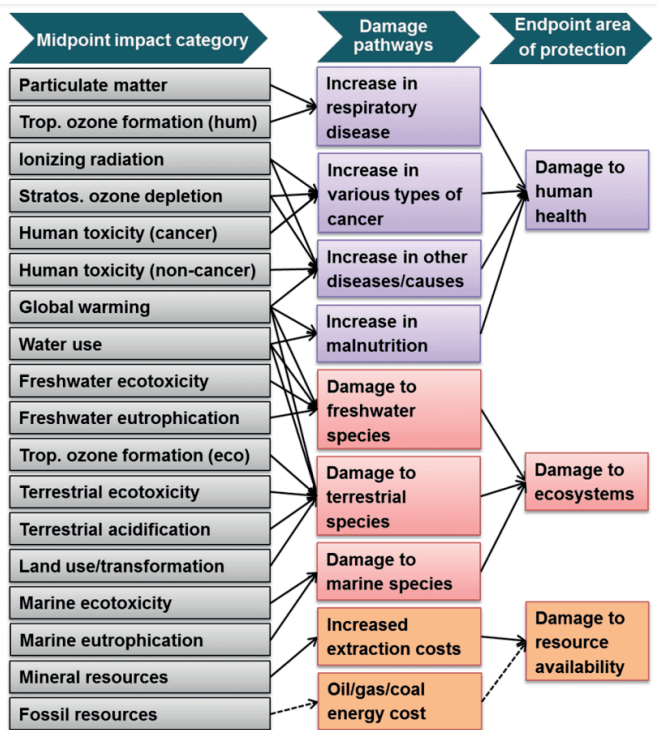 Midpoint impact category
Damage
pathways
Endpoint area
of protection
Particulate matter
Trop. ozone formation (hum)
Ionizing radiation
Stratos. ozone depletion
Human toxicity (cancer)
Human toxicity (non-cancer)
Global warming
Water use
Freshwater ecotoxicity
Freshwater eutrophication
Trop. ozone formation (eco)
Terrestrial ecotoxicity
Terrestrial acidification
Land use/transformation
Marine ecotoxicity
Marine eutrophication
Mineral resources
Fossil resources
Increase in
respiratory
disease
Increase in
various types of
cancer
Increase in other
diseases/causes
Increase in
malnutrition
Damage to
freshwater
species
Damage to
terrestrial
species
Damage to
marine species
Increased
extraction costs
Oil/gas/coal
energy cost
Damage to
human
health
Damage to
ecosystems
Damage to
resource
availability